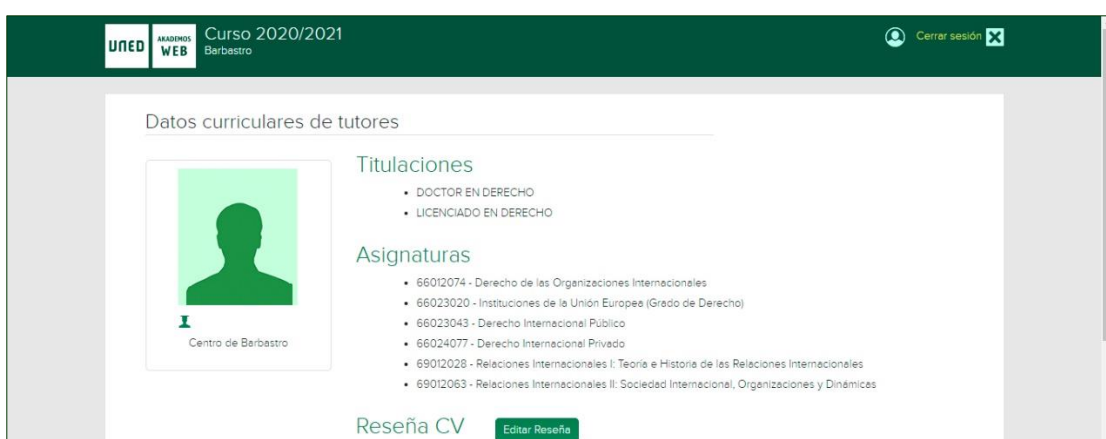 UNED
AKADEMOS
WEB
Curso 2020/2021
Barbastro
Cerrar sesión
Datos curriculares de tutores
Centro de Barbastro
Titulaciones
• DOCTOR EN DERECHO
• LICENCIADO EN DERECHO
Asignaturas
• 66012074 - Derecho de las Organizaciones Internacionales
• 66023020 - Instituciones de la Unión Europea (Grado de Derecho)
• 66023043 - Derecho Internacional Público
• 66024077 - Derecho Internacional Privado
• 69012028 - Relaciones Internacionales I: Teoría e Historia de las Relaciones Internacionales
• 69012063 - Relaciones Internacionales II: Sociedad Internacional, Organizaciones y Dinámicas
Reseña CV
Editar Reseña